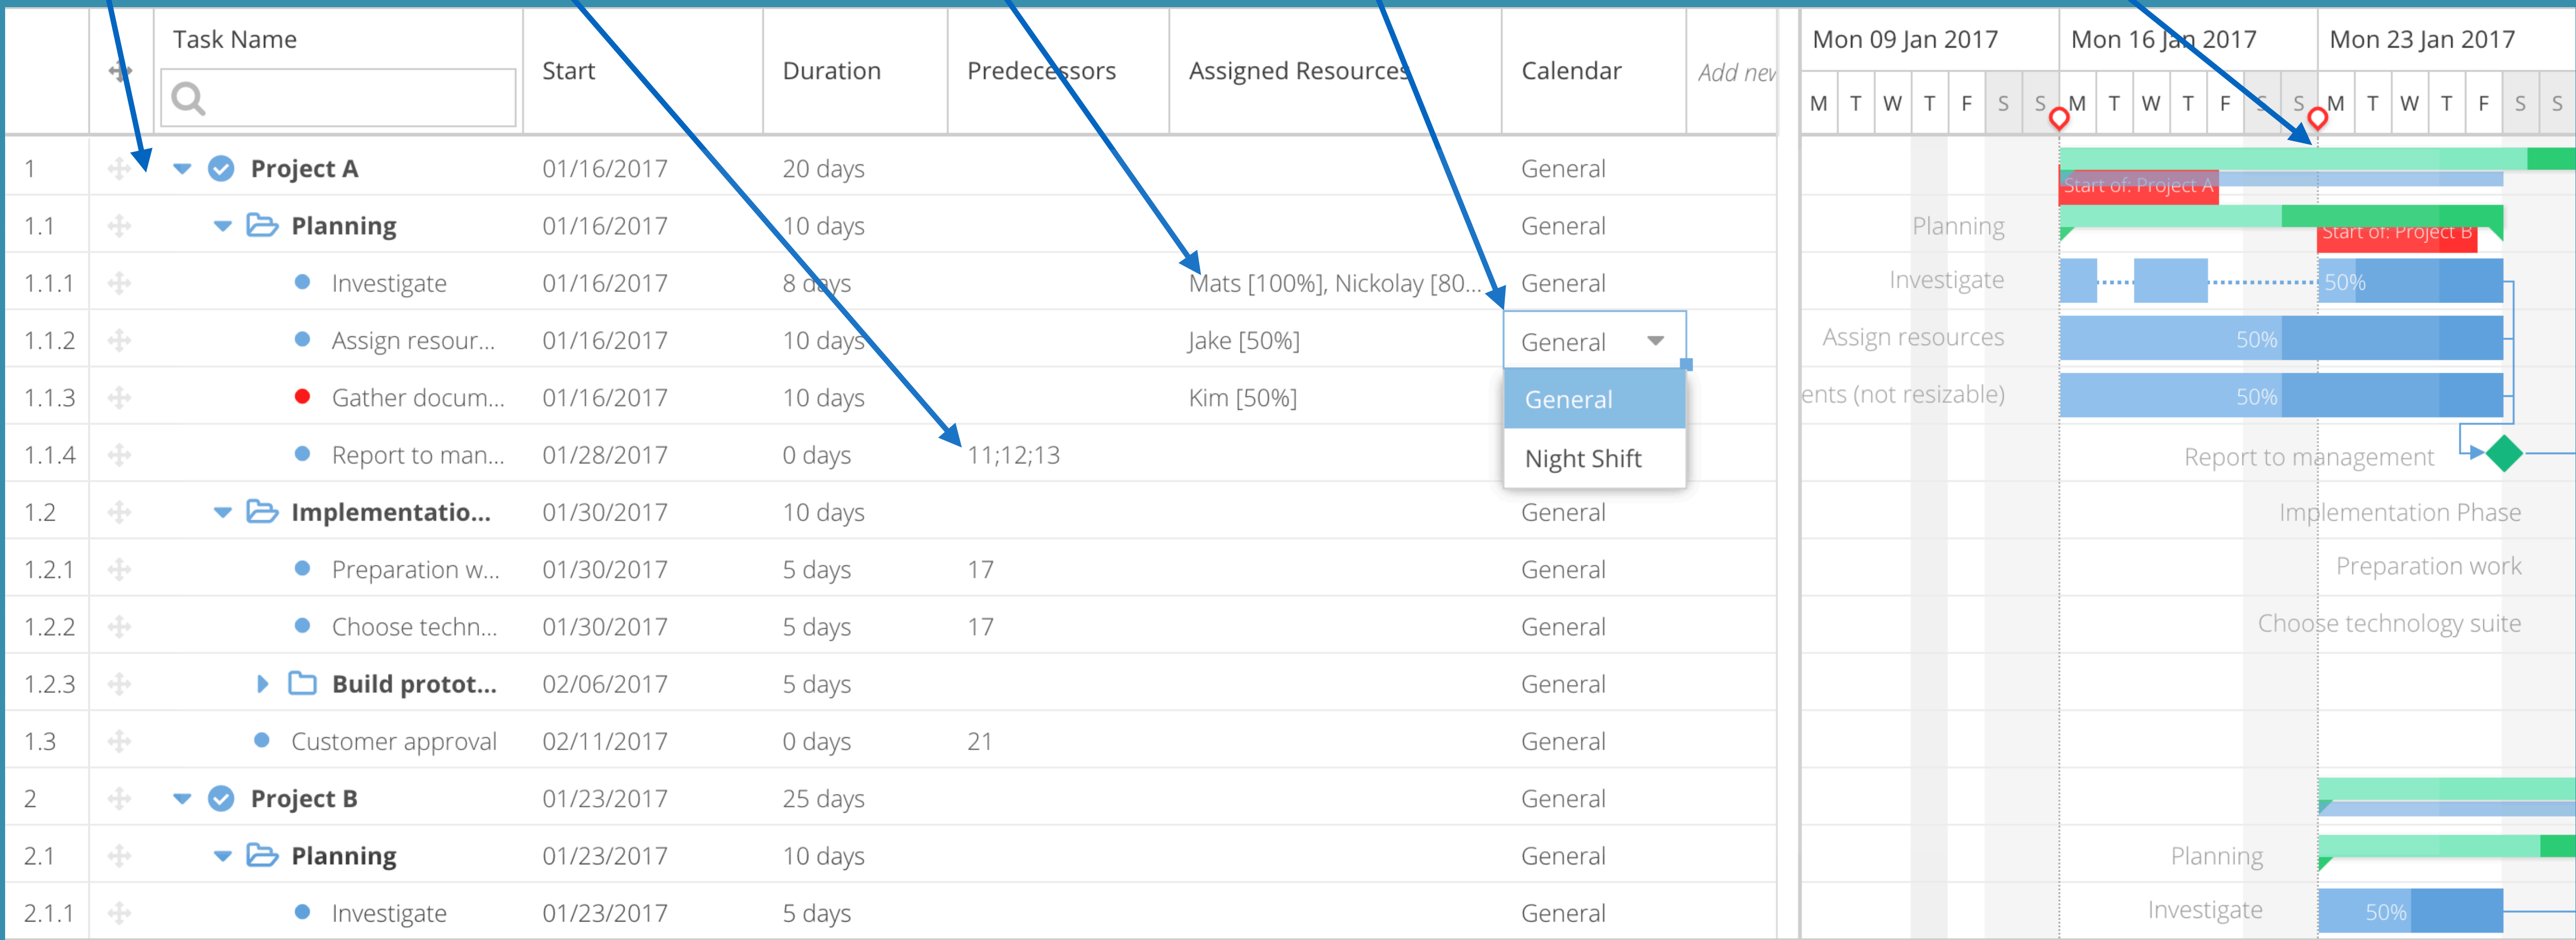 Task Name
Start
Duration
Predecessors
Assigned Resources
Calendar
Add new
Mon 09 Jan 2017
Mon 16 Jan 2017
Mon 23 Jan 2017
M T W T F S S M T W T F S S M T W T F S S
1 Project A 01/16/2017 20 days General
Start of: Project A
1.1 Planning 01/16/2017 10 days General Planning
Start of: Project B
1.1.1 Investigate 01/16/2017 8 days Mats [100%], Nickolay [80... General Investigate 50%
1.1.2 Assign resour... 01/16/2017 10 days Jake [50%] General Assign resources 50%
1.1.3 Gather docum... 01/16/2017 10 days Kim [50%] General ents (not resizable) 50%
1.1.4 Report to man... 01/28/2017 0 days 11;12;13 Night Shift Report to management
1.2 Implementatio... 01/30/2017 10 days General Implementation Phase
1.2.1 Preparation w... 01/30/2017 5 days 17 General Preparation work
1.2.2 Choose techn... 01/30/2017 5 days 17 General Choose technology suite
1.2.3 Build protot... 02/06/2017 5 days General
1.3 Customer approval 02/11/2017 0 days 21 General
2 Project B 01/23/2017 25 days General
2.1 Planning 01/23/2017 10 days General Planning
2.1.1 Investigate 01/23/2017 5 days General Investigate 50%